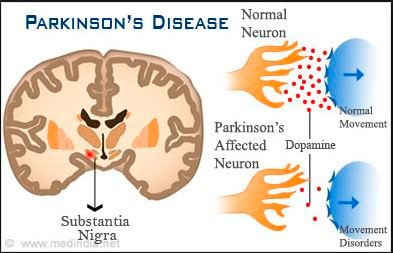 PARKINSON'S DISEASE
Normal
Neuron
Normal
Movement
Parkinson's
Affected
Neuron
Dopamine
Movement
Disorders
Substantia
Nigra
© www.medindia.net